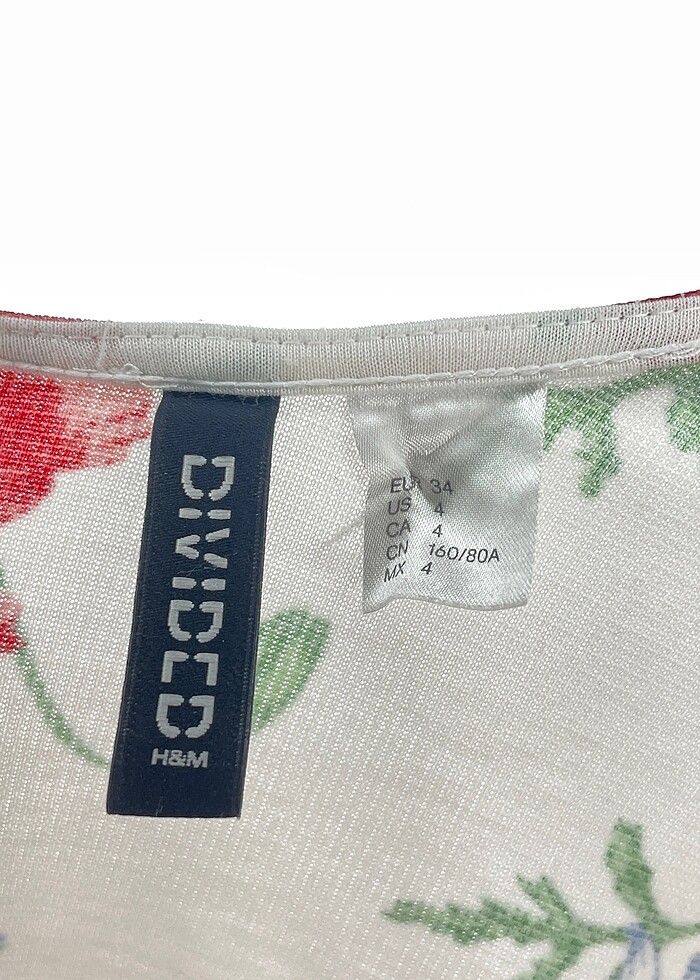 DIVIDED
H&M
EUR 34
US 4
CA 4
CN 160/80A
MX 4